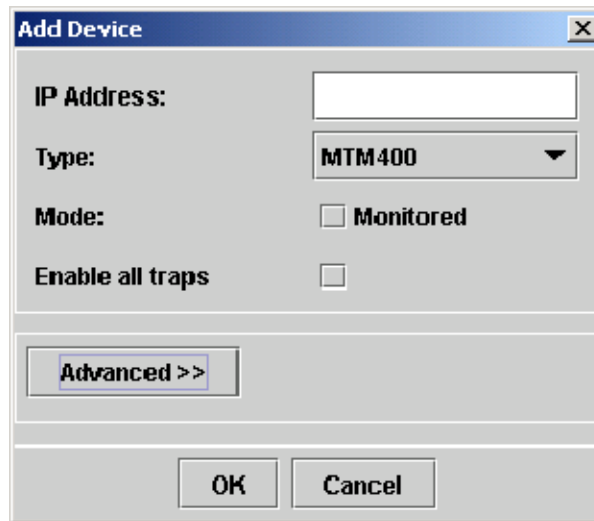 Add Device
IP Address:
Type: MTM400
Mode: Monitored
Enable all traps
Advanced >>
OK Cancel